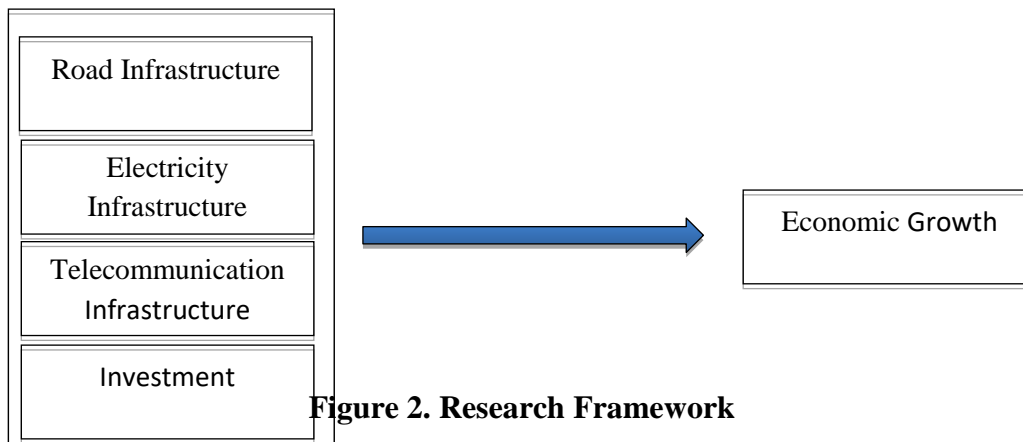 Road Infrastructure
Electricity
Infrastructure
Telecommunication
Infrastructure
Investment
Economic Growth
Figure 2. Research Framework